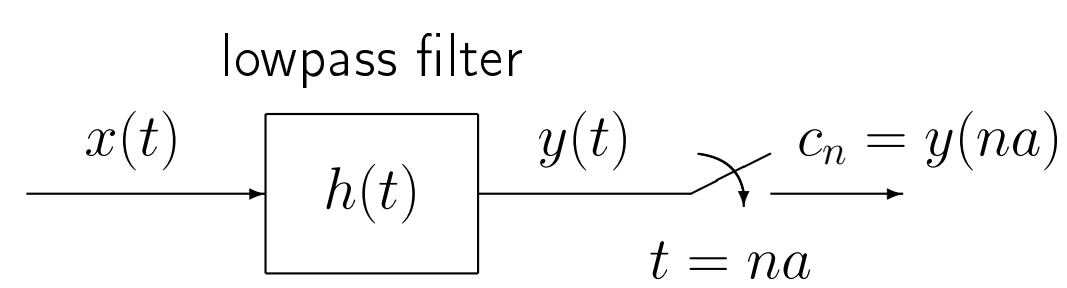 lowpass filter
x(t)
h(t)
y(t)
c_n = y(na)
t = na